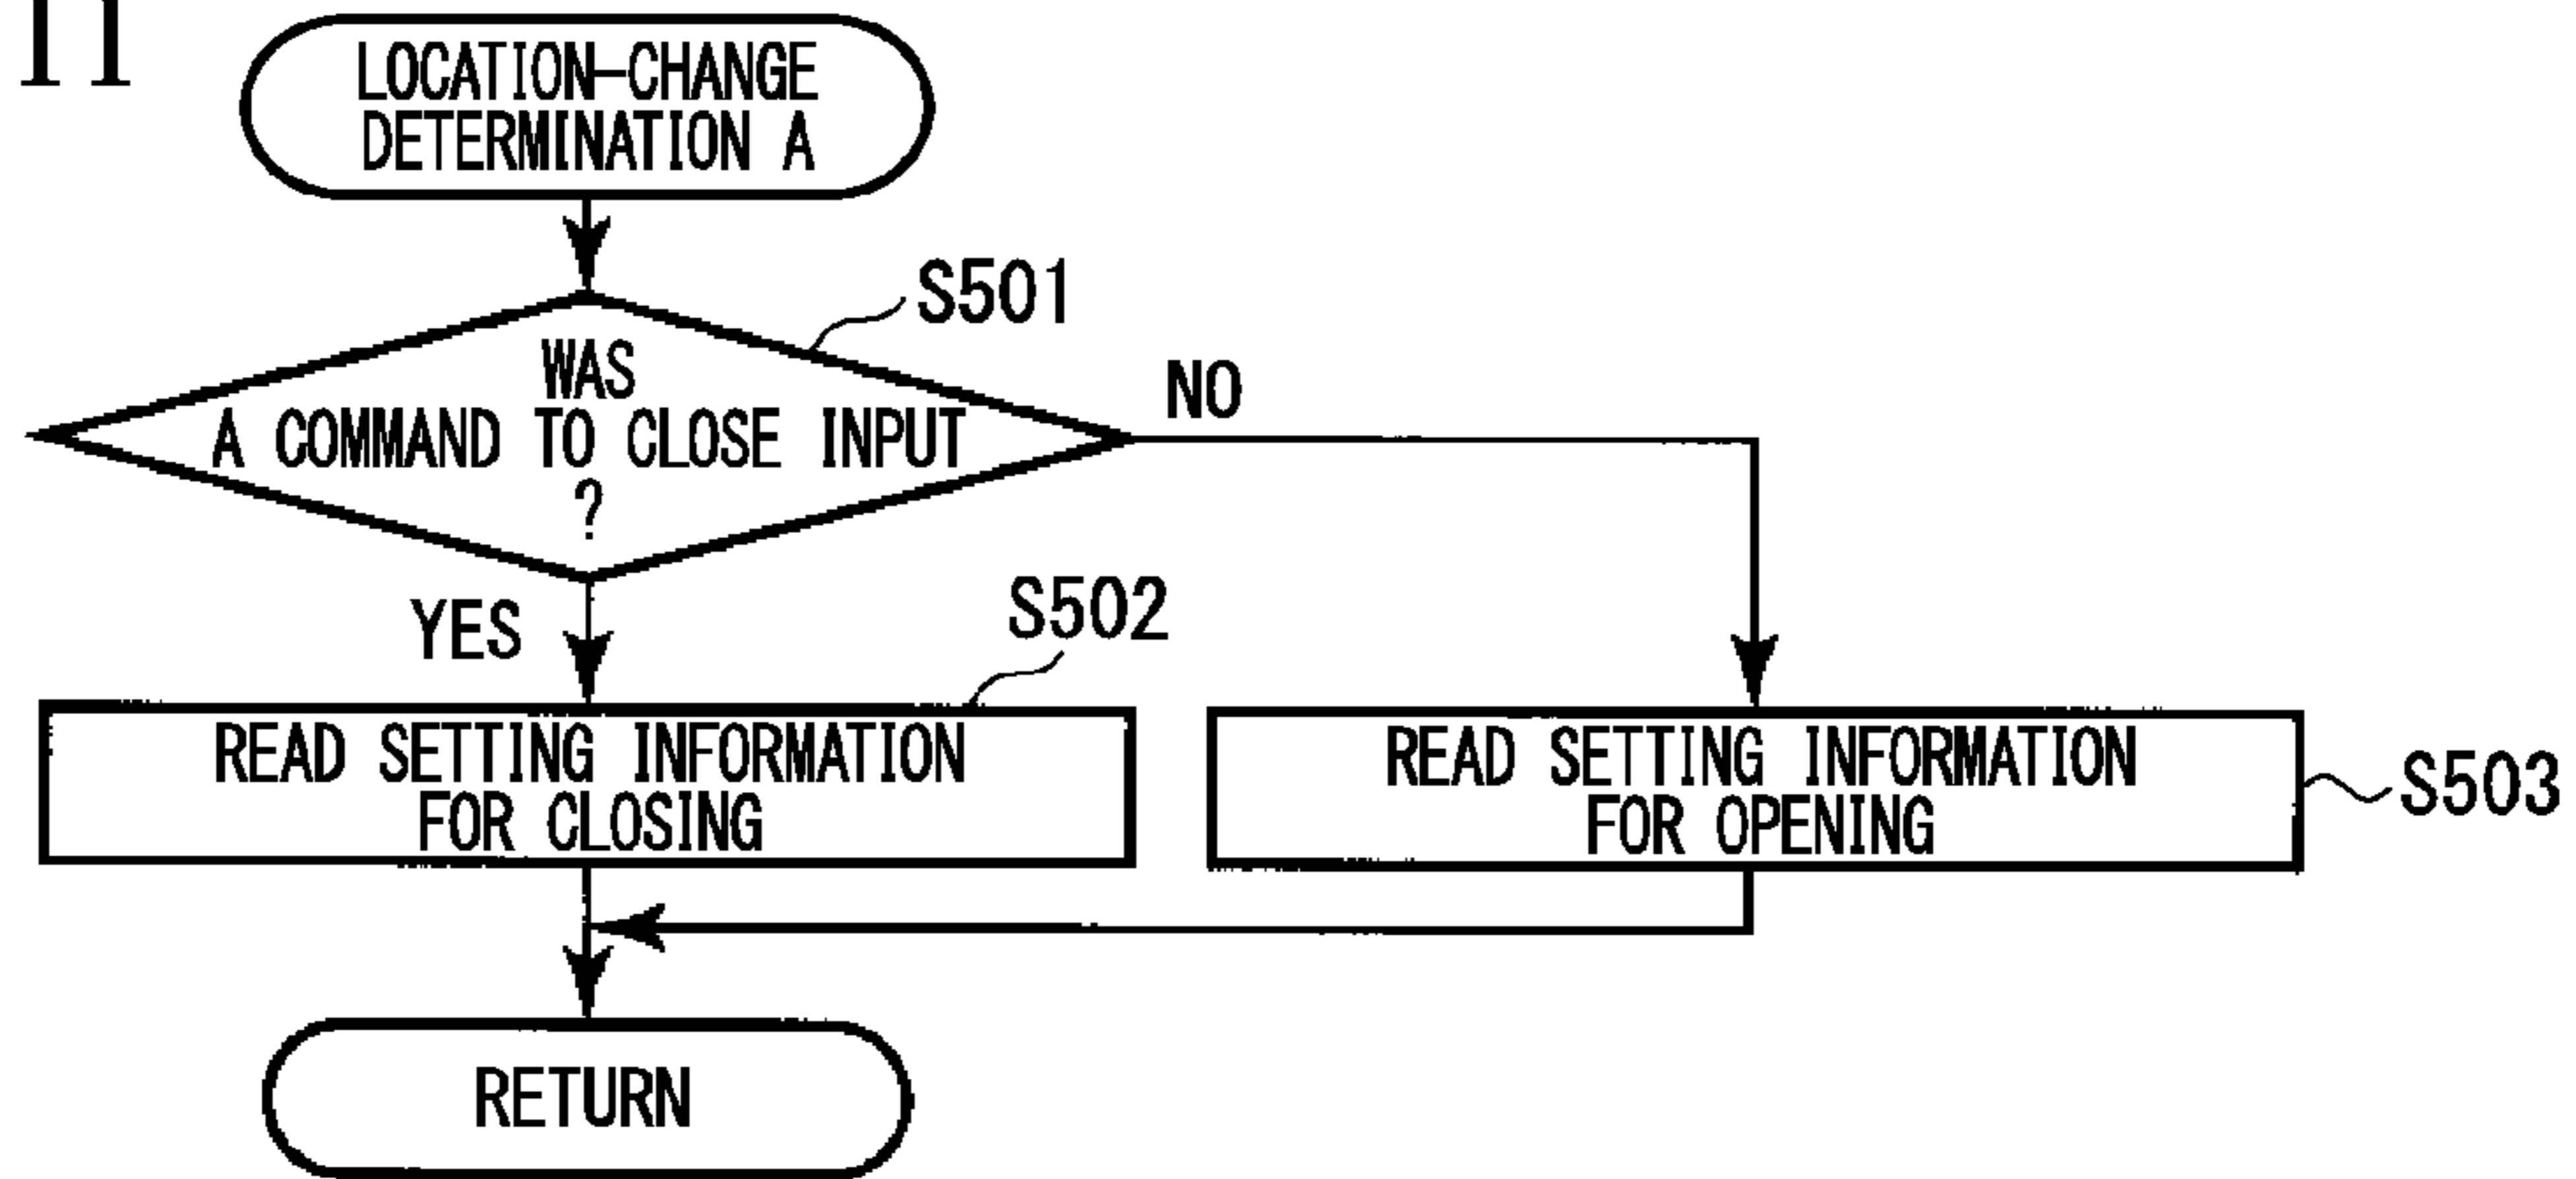 11
LOCATION-CHANGE
DETERMINATION A
S501
WAS
A COMMAND TO CLOSE INPUT
?
NO
YES
S502
READ SETTING INFORMATION
FOR CLOSING
READ SETTING INFORMATION
FOR OPENING
S503
RETURN